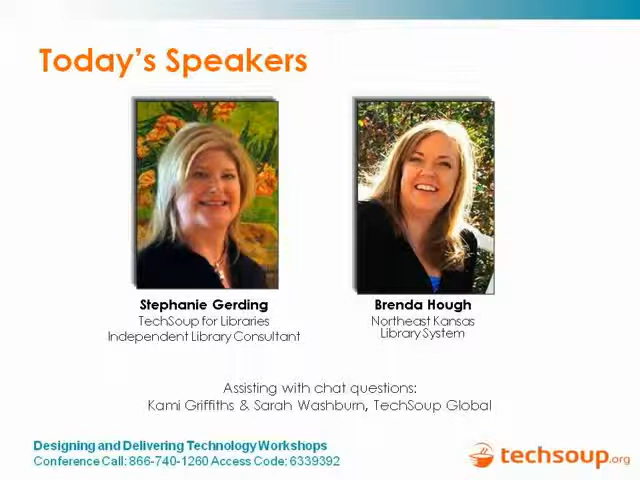 Today's Speakers
Stephanie Gerding
TechSoup for Libraries
Independent Library Consultant
Brenda Hough
Northeast Kansas
Library System
Assisting with chat questions:
Kami Griffiths & Sarah Washburn, TechSoup Global
Designing and Delivering Technology Workshops
Conference Call: 866-740-1260 Access Code: 6339392
techsoup.org